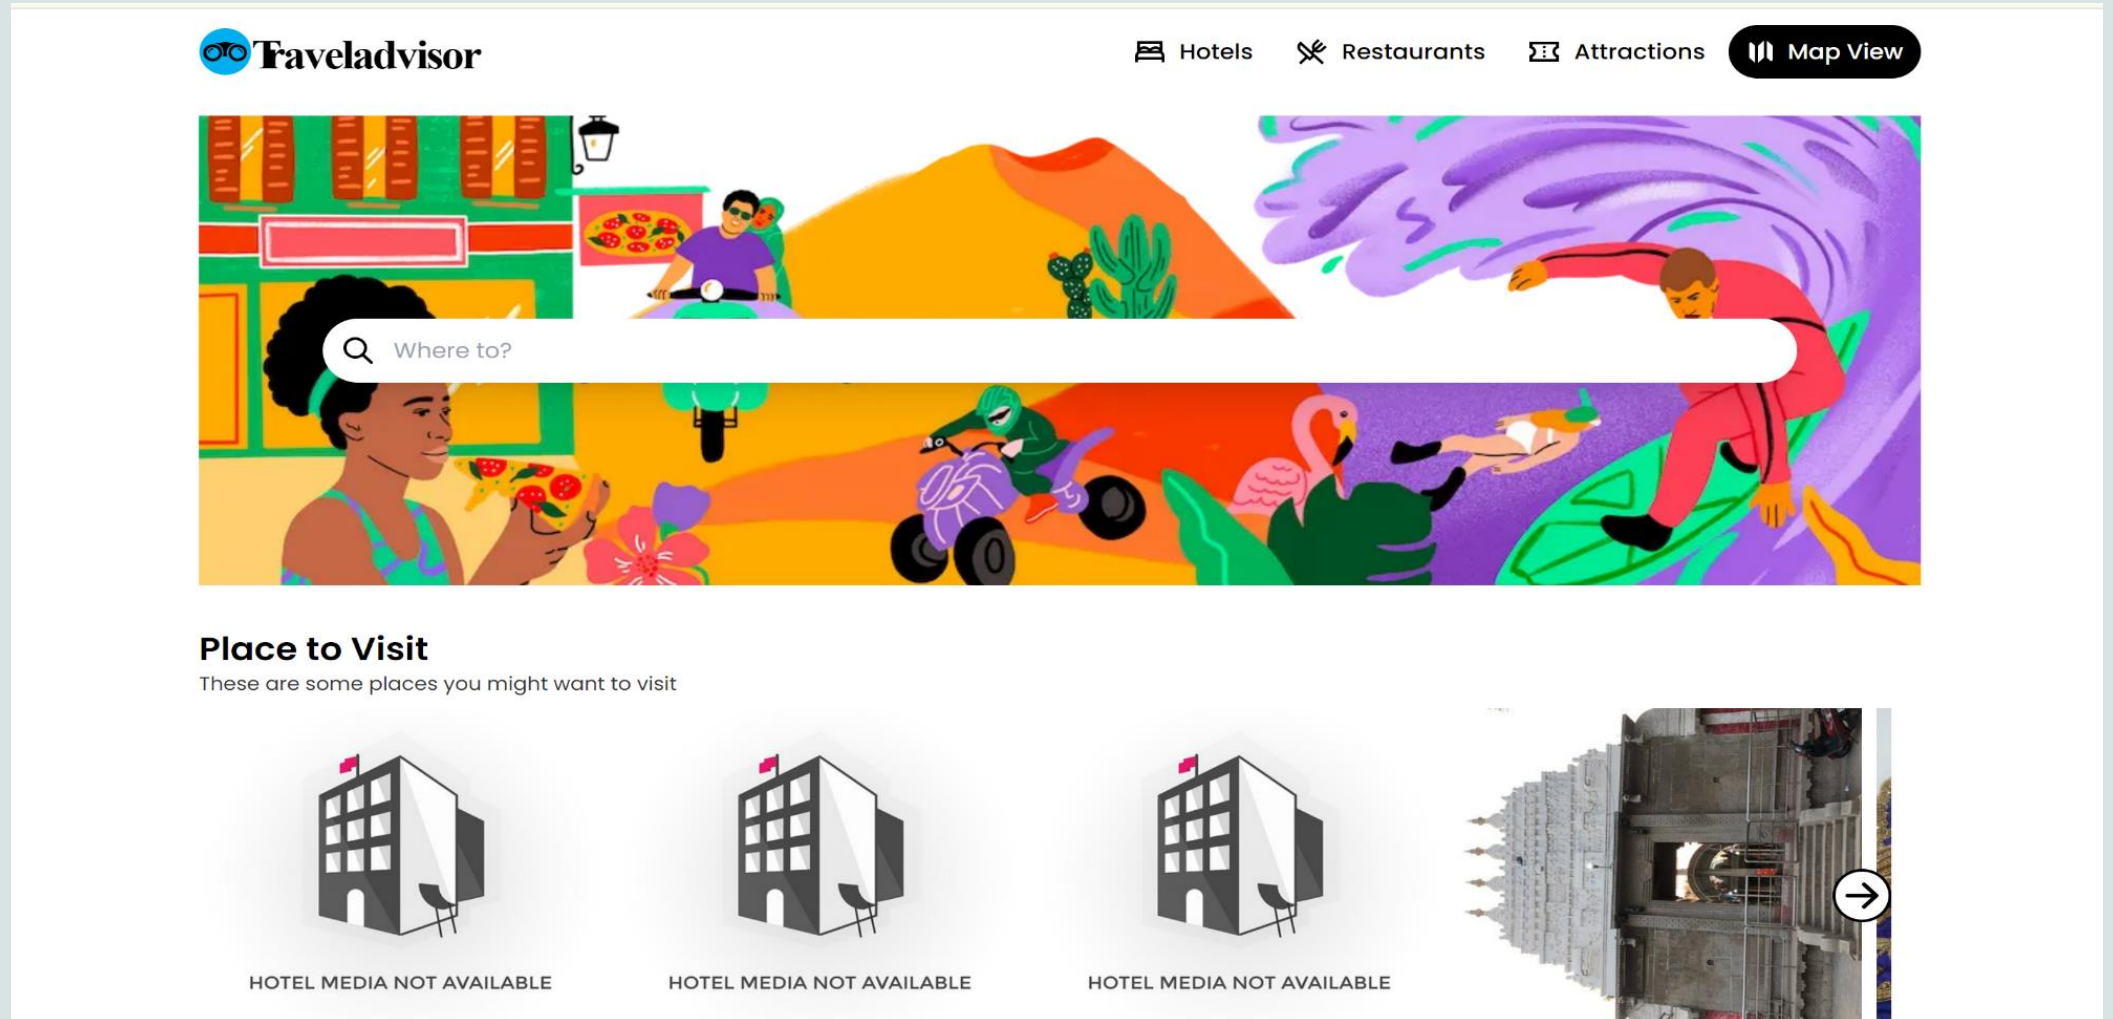 Traveladvisor
Hotels
Restaurants
Attractions
Map View
Where to?
Place to Visit
These are some places you might want to visit
HOTEL MEDIA NOT AVAILABLE
HOTEL MEDIA NOT AVAILABLE
HOTEL MEDIA NOT AVAILABLE